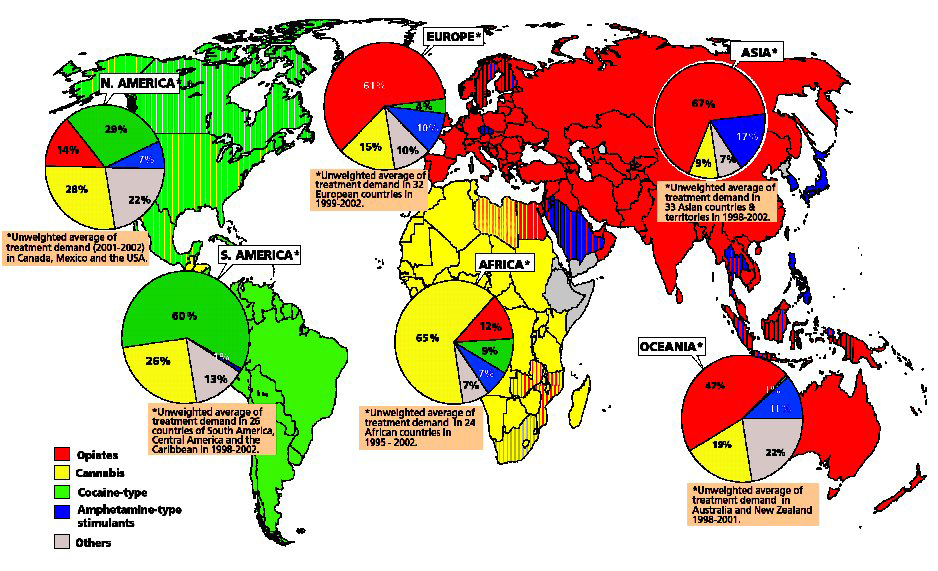 EUROPE*
61%
4%
10%
10%
15%
*Unweighted average of
treatment demand in 32
European countries in
1999-2002.
ASIA*
67%
17%
7%
9%
*Unweighted average of
treatment demand in
33 Asian countries &
territories in 1998-2002.
N. AMERICA*
29%
14%
7%
28%
22%
*Unweighted average of
treatment demand (2001-2002)
in Canada, Mexico and the USA.
S. AMERICA*
60%
26%
13%
*Unweighted average of
treatment demand in 26
countries of South America,
Central America and the
Caribbean in 1998-2002.
AFRICA*
65%
12%
9%
7%
7%
*Unweighted average of
treatment demand in 24
African countries in
1995 - 2002.
OCEANIA*
47%
11%
19%
22%
*Unweighted average of
treatment demand in
Australia and New Zealand
1998-2001.
Opiates
Cannabis
Cocaine-type
Amphetamine-type
stimulants
Others